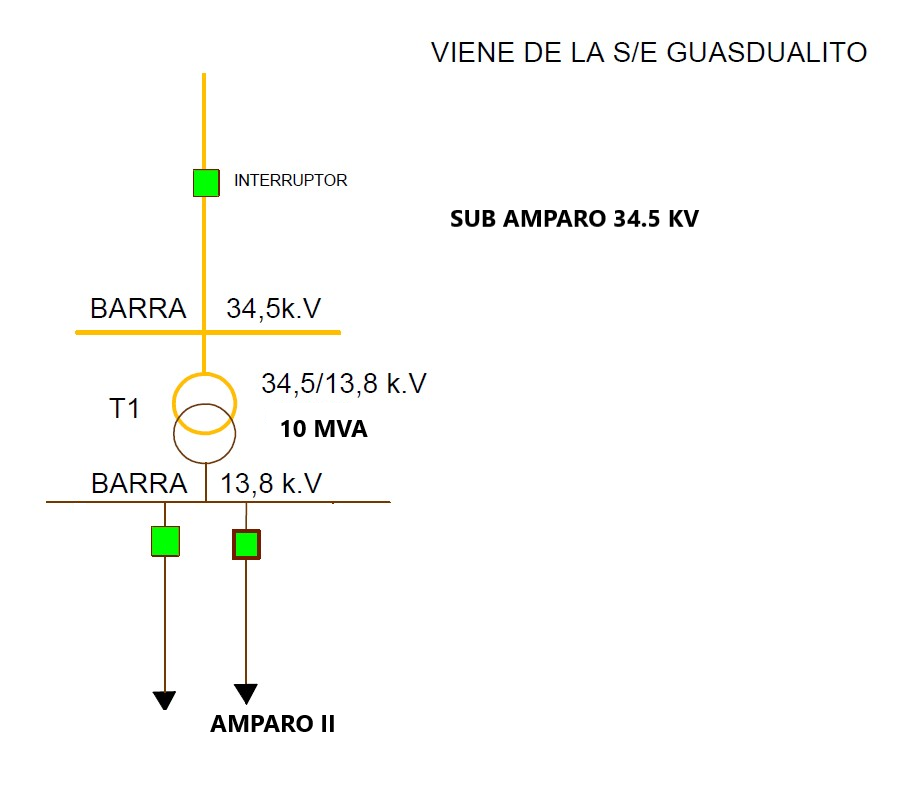 VIENE DE LA S/E GUASDUALITO
INTERRUPTOR
SUB AMPARO 34.5 KV
BARRA 34,5k.V
34,5/13,8 k.V
T1
10 MVA
BARRA 13,8 k.V
AMPARO II